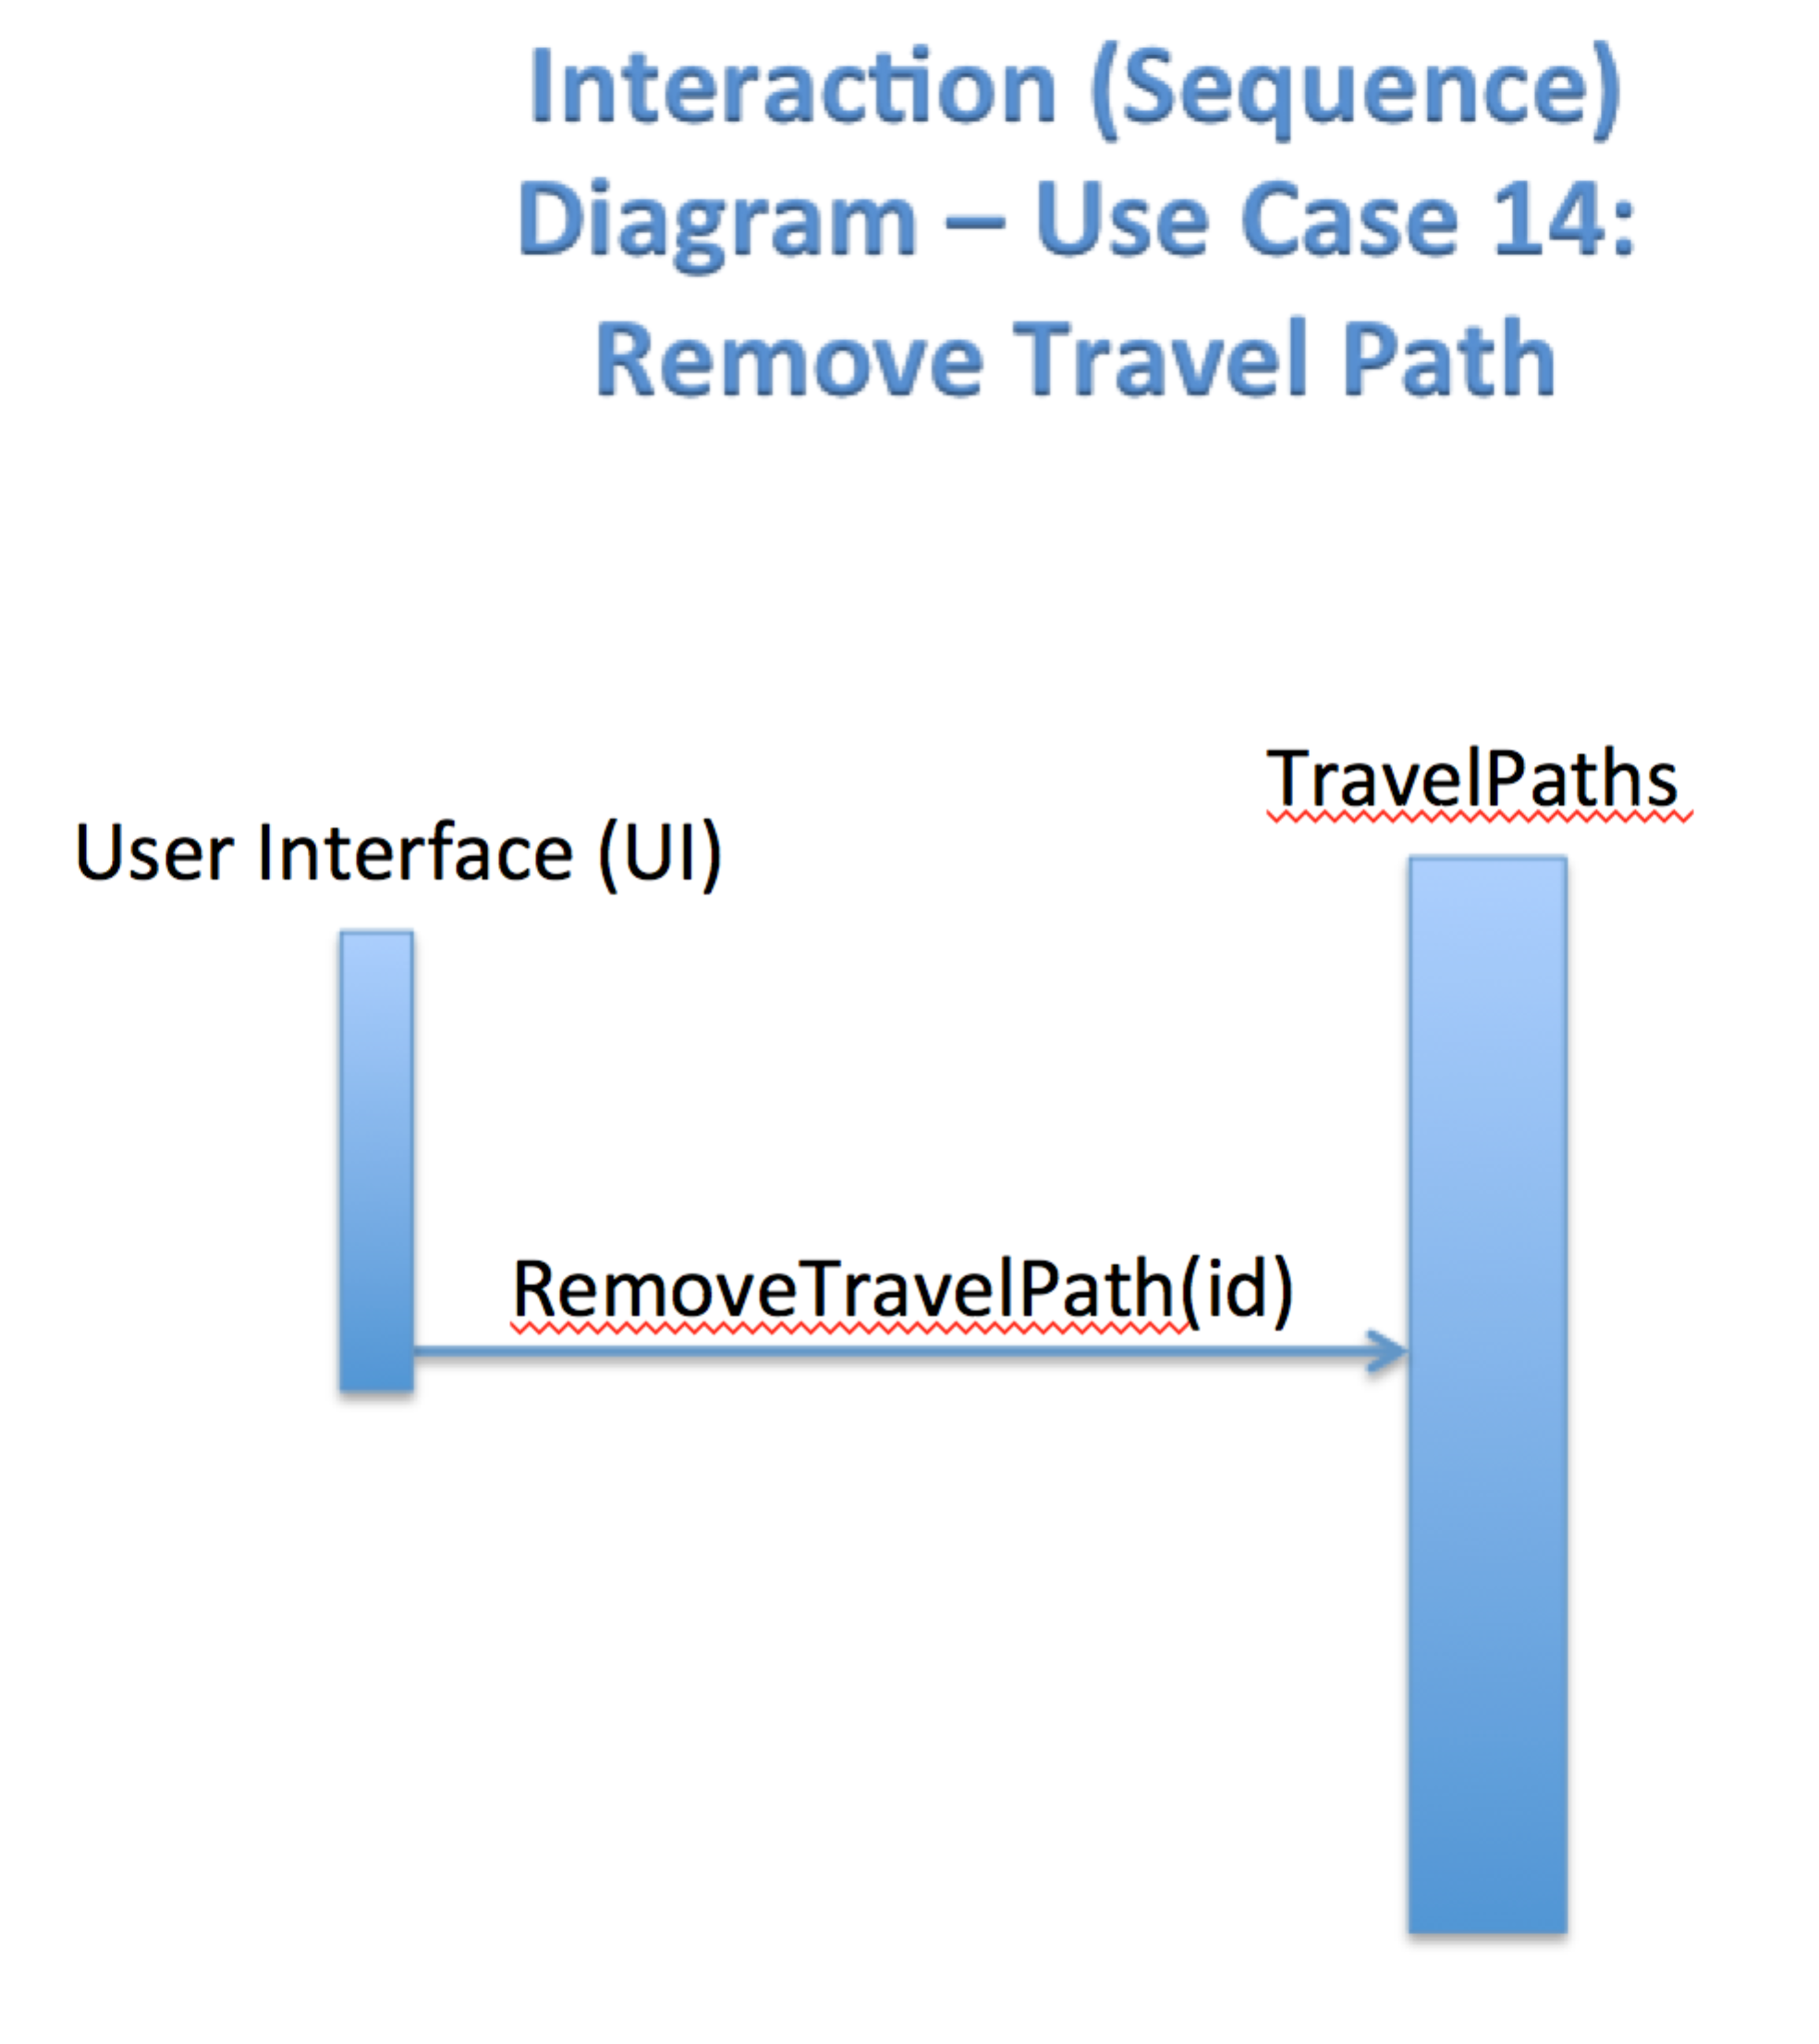 Interaction (Sequence)
Diagram – Use Case 14:
Remove Travel Path
TravelPaths
User Interface (UI)
RemoveTravelPath(id)